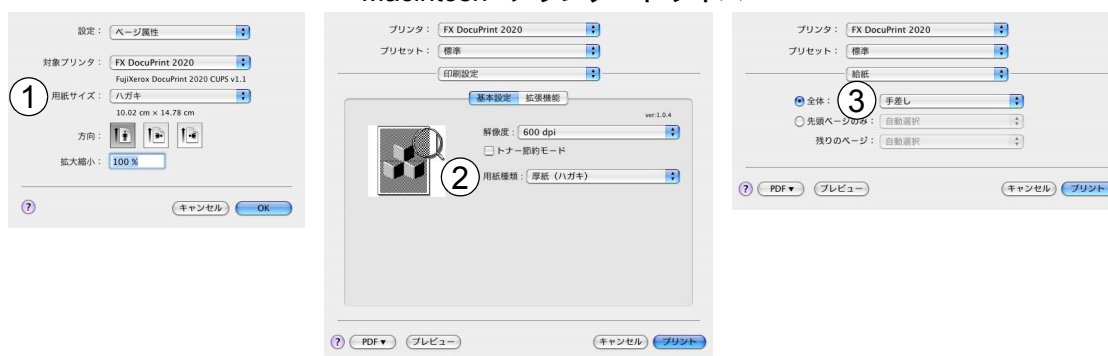 設定： ページ属性
対象プリンタ： FX DocuPrint 2020
FujiXerox DocuPrint 2020 CUPS v1.1
① 用紙サイズ： ハガキ
10.02 cm × 14.78 cm
方向：
拡大縮小： 100 %
? キャンセル OK
プリンタ： FX DocuPrint 2020
プリセット： 標準
印刷設定
基本設定 拡張機能
ver:1.0.4
解像度： 600 dpi
トナー節約モード
② 用紙種類： 厚紙（ハガキ）
? PDF▼ プレビュー キャンセル プリント
プリンタ： FX DocuPrint 2020
プリセット： 標準
給紙
全体： ③ 手差し
先頭ページのみ： 自動選択
残りのページ： 自動選択
? PDF▼ プレビュー キャンセル プリント